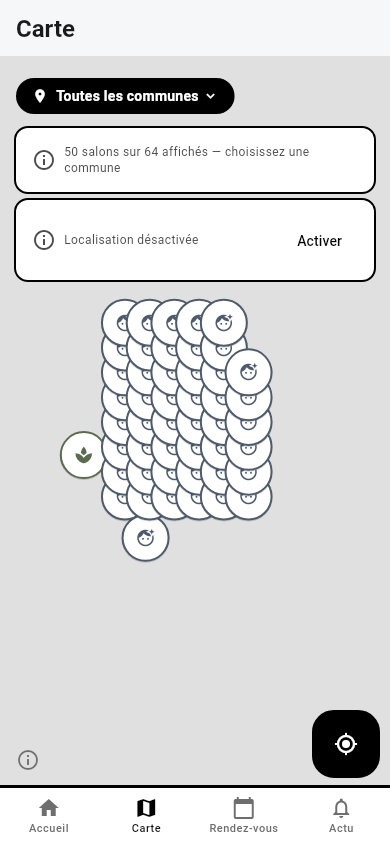 Carte
Toutes les communes
50 salons sur 64 affichés — choisissez une
commune
Localisation désactivée
Activer
Accueil
Carte
Rendez-vous
Actu